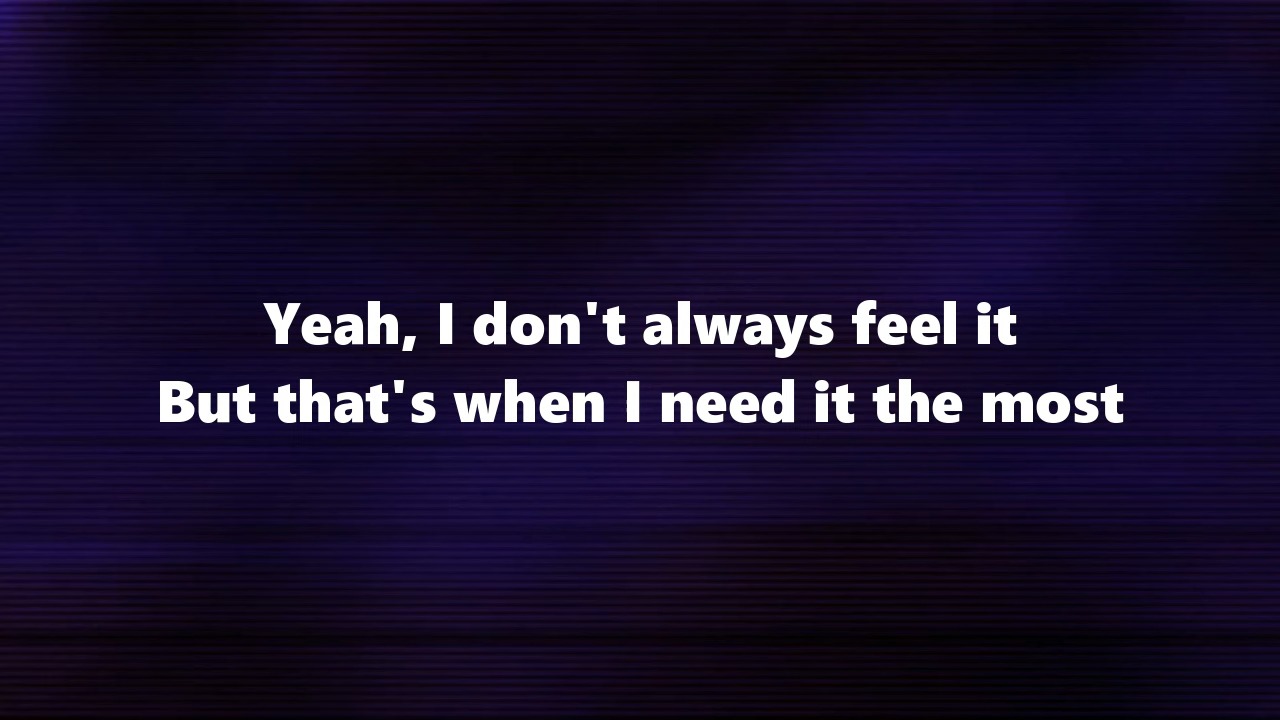 Yeah, I don't always feel it
But that's when I need it the most